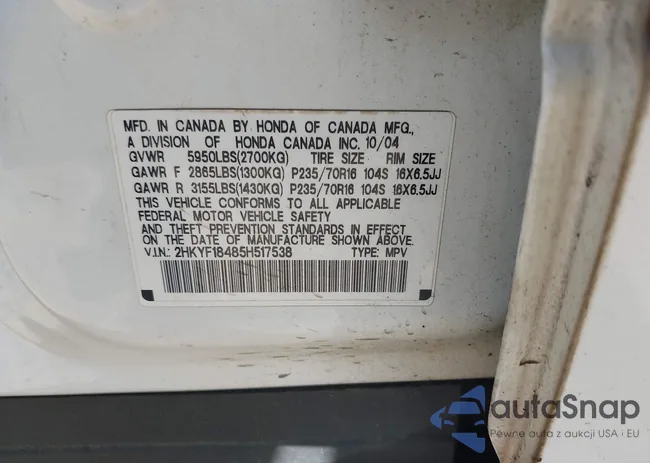 MFD. IN CANADA BY HONDA OF CANADA MFG.,
A DIVISION OF HONDA CANADA INC. 10/04
GVWR 5950LBS(2700KG) TIRE SIZE RIM SIZE
GAWR F 2865LBS(1300KG) P235/70R16 104S 16X6.5JJ
GAWR R 3155LBS(1430KG) P235/70R16 104S 16X6.5JJ
THIS VEHICLE CONFORMS TO ALL APPLICABLE
FEDERAL MOTOR VEHICLE SAFETY
AND THEFT PREVENTION STANDARDS IN EFFECT
ON THE DATE OF MANUFACTURE SHOWN ABOVE.
V.I.N.: 2HKYF18485H517538 TYPE: MPV
autoSnap
Pewne auta z aukcji USA i EU